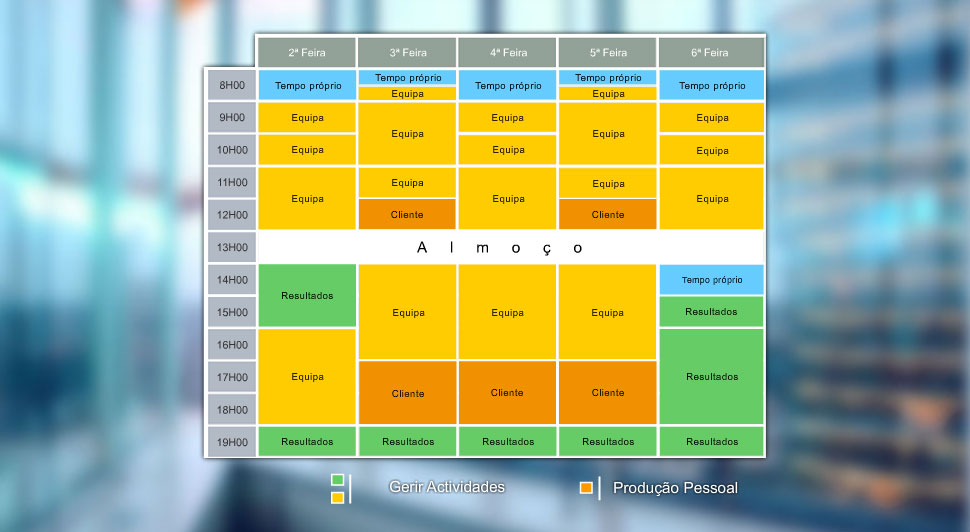 2ª Feira 3ª Feira 4ª Feira 5ª Feira 6ª Feira
8H00 Tempo próprio Tempo próprio Tempo próprio Tempo próprio Tempo próprio
Equipa Equipa
9H00 Equipa Equipa Equipa Equipa Equipa
10H00 Equipa Equipa Equipa
11H00 Equipa Equipa Equipa Equipa Equipa
12H00 Cliente Cliente
13H00 Almoço
14H00 Resultados Equipa Equipa Equipa Tempo próprio
15H00 Resultados
16H00 Equipa Resultados
17H00 Cliente Cliente Cliente
18H00
19H00 Resultados Resultados Resultados Resultados Resultados
Gerir Actividades Produção Pessoal